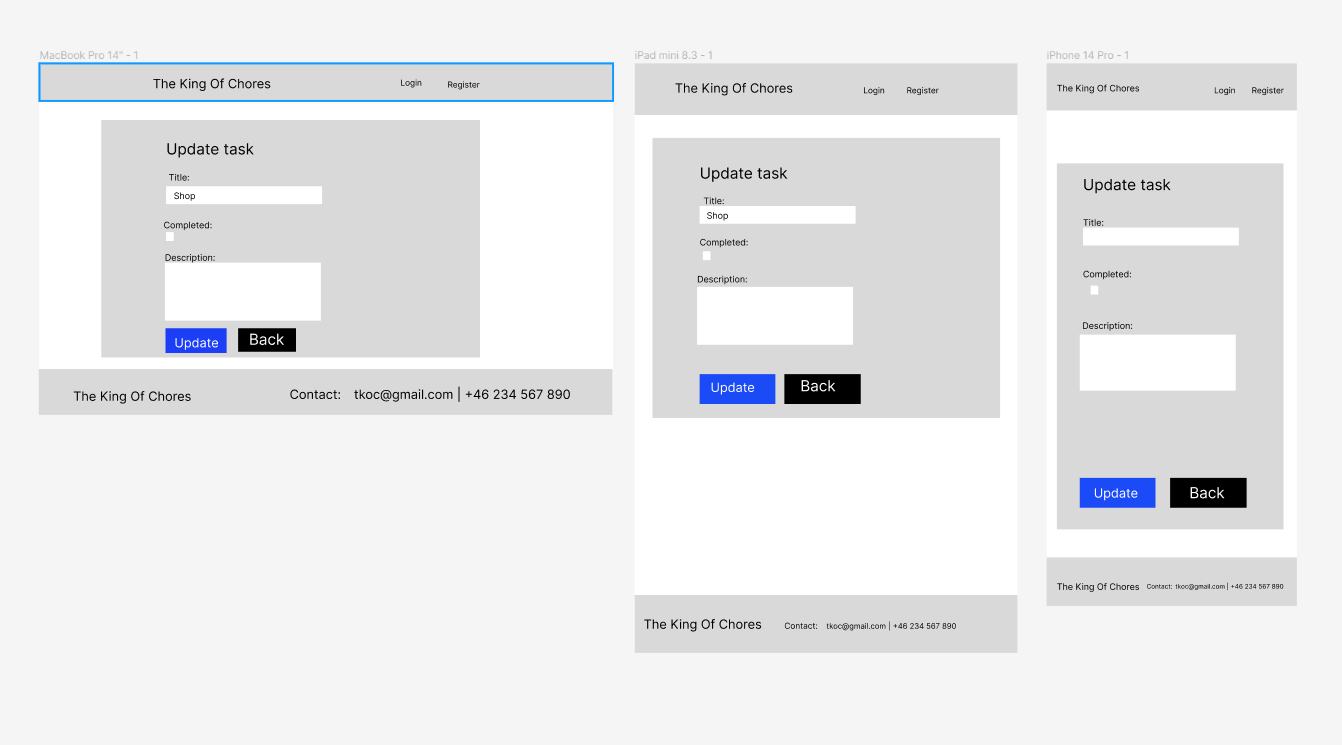 MacBook Pro 14" - 1
The King Of Chores
Login
Register
Update task
Title:
Shop
Completed:
Description:
Update
Back
The King Of Chores
Contact: tkoc@gmail.com | +46 234 567 890
iPad mini 8.3 - 1
The King Of Chores
Login
Register
Update task
Title:
Shop
Completed:
Description:
Update
Back
The King Of Chores
Contact: tkoc@gmail.com | +46 234 567 890
iPhone 14 Pro - 1
The King Of Chores
Login
Register
Update task
Title:
Completed:
Description:
Update
Back
The King Of Chores
Contact: tkoc@gmail.com | +46 234 567 890